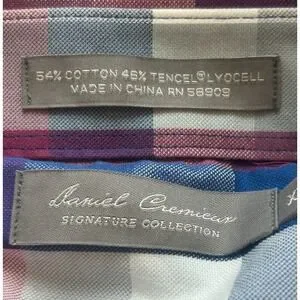 54% COTTON 46% TENCEL® LYOCELL
MADE IN CHINA RN 58909
Daniel Cremieux
SIGNATURE COLLECTION